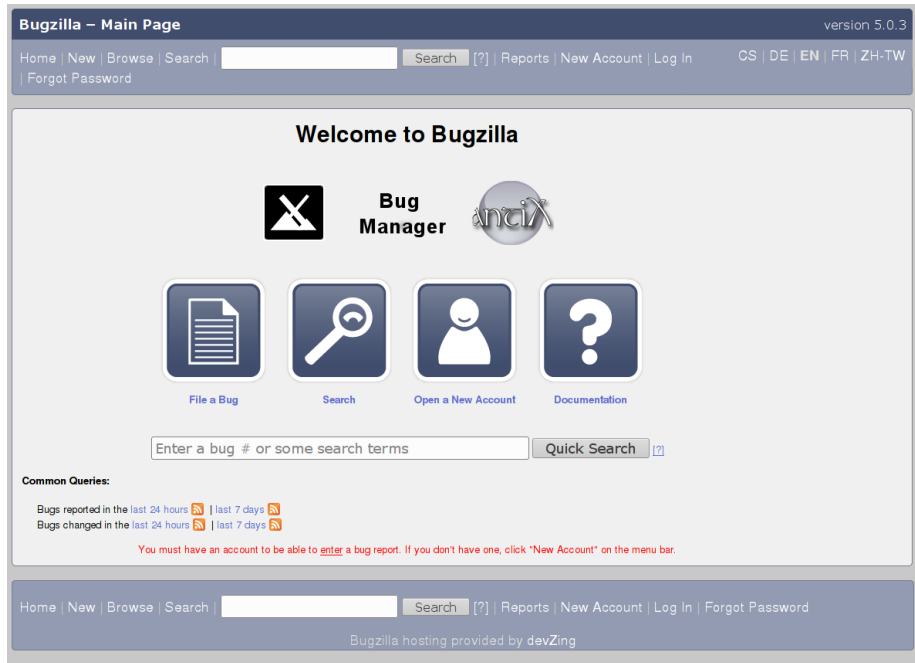 Bugzilla – Main Page version 5.0.3
Home | New | Browse | Search | Search [?] | Reports | New Account | Log In CS | DE | EN | FR | ZH-TW
| Forgot Password
Welcome to Bugzilla
Bug
Manager
antiX
File a Bug Search Open a New Account Documentation
Enter a bug # or some search terms Quick Search [?]
Common Queries:
Bugs reported in the last 24 hours | last 7 days
Bugs changed in the last 24 hours | last 7 days
You must have an account to be able to enter a bug report. If you don't have one, click "New Account" on the menu bar.
Home | New | Browse | Search | Search [?] | Reports | New Account | Log In | Forgot Password
Bugzilla hosting provided by devZing